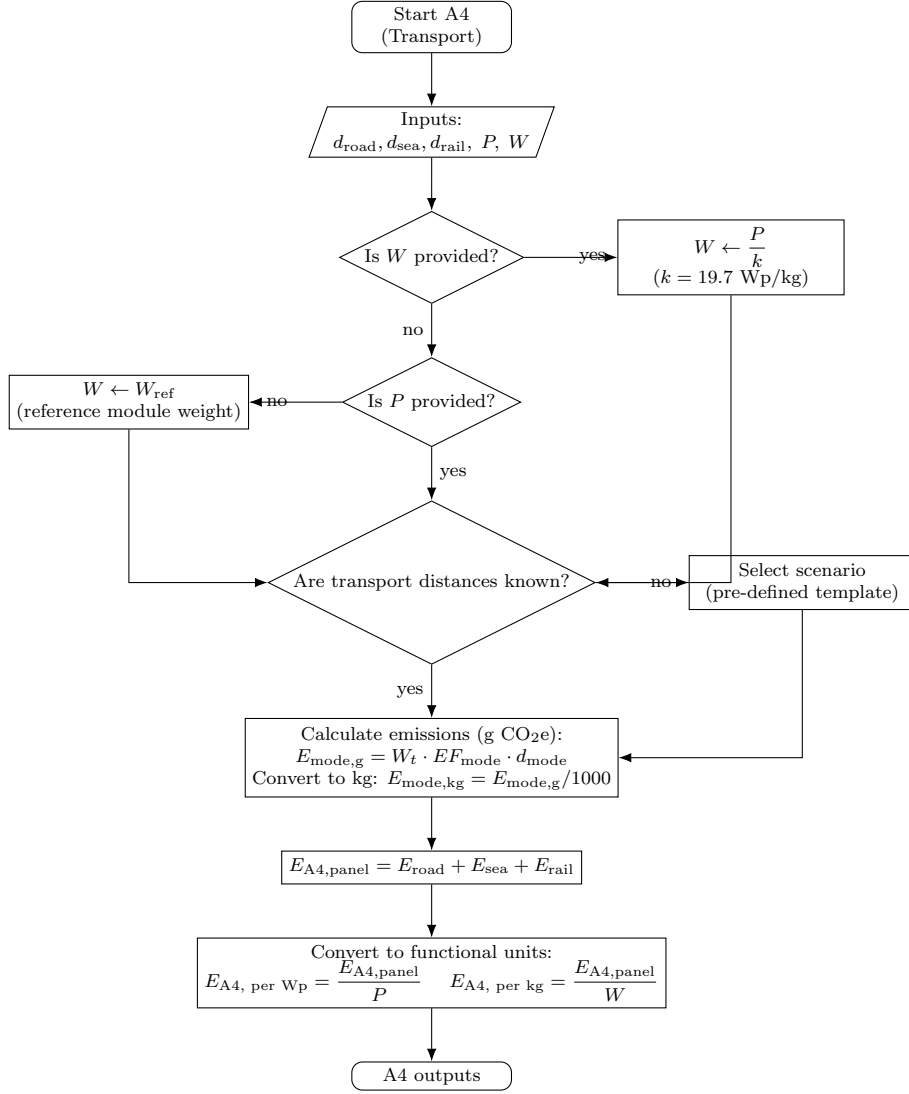 Start A4
(Transport)
Inputs:
d_road, d_sea, d_rail, P, W
Is W provided?
yes
W ← P/k
(k = 19.7 Wp/kg)
no
W ← W_ref
(reference module weight)
no
Is P provided?
yes
Are transport distances known?
no
Select scenario
(pre-defined template)
yes
Calculate emissions (g CO₂e):
E_mode,g = W_t · EF_mode · d_mode
Convert to kg: E_mode,kg = E_mode,g/1000
E_A4,panel = E_road + E_sea + E_rail
Convert to functional units:
E_A4, per Wp = E_A4,panel/P E_A4, per kg = E_A4,panel/W
A4 outputs